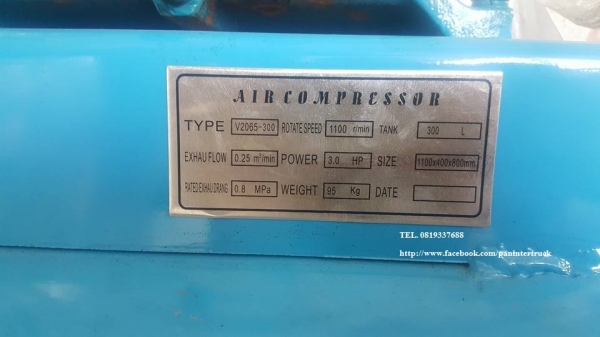 AIR COMPRESSOR
TYPE V2065-300 ROTATE SPEED 1100 r/min TANK 300 L
EXHAU FLOW 0.25 m³/min POWER 3.0 HP SIZE 1100x400x800mm
RATED EXHAU DRANG 0.8 MPa WEIGHT 95 Kg DATE
TEL. 0819337688
www.facebook.com/panintertruck